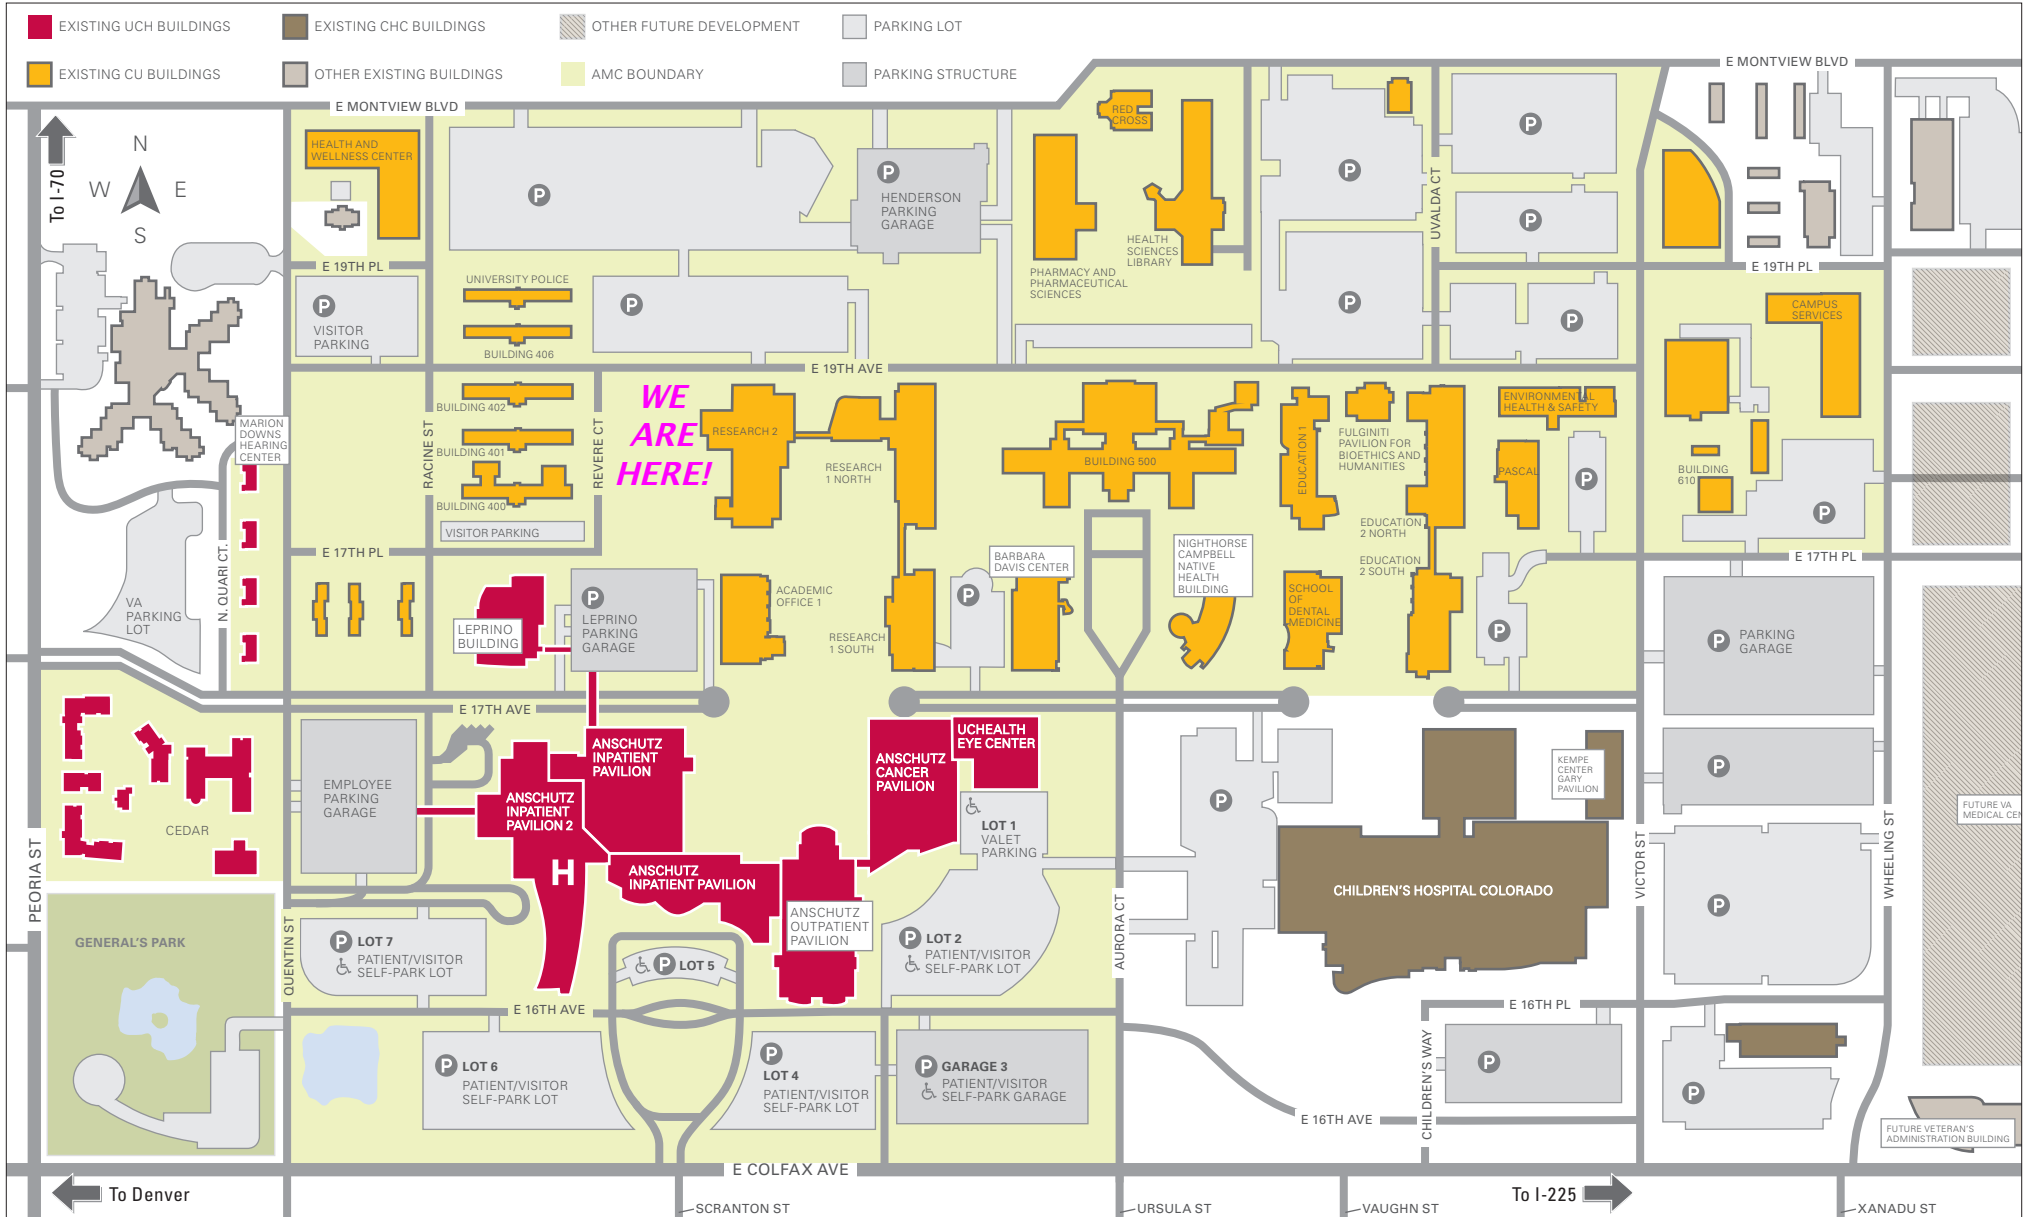 EXISTING UCH BUILDINGS
EXISTING CHC BUILDINGS
OTHER FUTURE DEVELOPMENT
PARKING LOT
EXISTING CU BUILDINGS
OTHER EXISTING BUILDINGS
AMC BOUNDARY
PARKING STRUCTURE
E MONTVIEW BLVD
E MONTVIEW BLVD
To I-70
N
W
E
S
HEALTH AND
WELLNESS CENTER
P
P
HENDERSON
PARKING
GARAGE
RED
CROSS
HEALTH
SCIENCES
LIBRARY
PHARMACY AND
PHARMACEUTICAL
SCIENCES
P
P
P
P
P
UVALDA CT
E 19TH PL
E 19TH PL
P
VISITOR
PARKING
UNIVERSITY POLICE
BUILDING 406
P
CAMPUS
SERVICES
E 19TH AVE
MARION
DOWNS
HEARING
CENTER
RACINE ST
BUILDING 402
BUILDING 401
BUILDING 400
VISITOR PARKING
REVERE CT
WE
ARE
HERE!
RESEARCH 2
RESEARCH
1 NORTH
BUILDING 500
EDUCATION 1
FULGINITI
PAVILION FOR
BIOETHICS AND
HUMANITIES
ENVIRONMENTAL
HEALTH & SAFETY
PASCAL
P
BUILDING
610
P
EDUCATION
2 NORTH
EDUCATION
2 SOUTH
E 17TH PL
E 17TH PL
N. QUARI CT.
VA
PARKING
LOT
LEPRINO
BUILDING
P
LEPRINO
PARKING
GARAGE
ACADEMIC
OFFICE 1
RESEARCH
1 SOUTH
P
BARBARA
DAVIS CENTER
NIGHTHORSE
CAMPBELL
NATIVE
HEALTH
BUILDING
SCHOOL
OF
DENTAL
MEDICINE
P
P
PARKING
GARAGE
E 17TH AVE
CEDAR
EMPLOYEE
PARKING
GARAGE
ANSCHUTZ
INPATIENT
PAVILION
ANSCHUTZ
INPATIENT
PAVILION 2
H
ANSCHUTZ
INPATIENT PAVILION
ANSCHUTZ
CANCER
PAVILION
UCHEALTH
EYE CENTER
LOT 1
VALET
PARKING
ANSCHUTZ
OUTPATIENT
PAVILION
P
KEMPE
CENTER
GARY
PAVILION
CHILDREN'S HOSPITAL COLORADO
P
P
FUTURE VA
MEDICAL CEN
PEORIA ST
QUENTIN ST
AURORA CT
VICTOR ST
WHEELING ST
GENERAL'S PARK
P LOT 7
PATIENT/VISITOR
SELF-PARK LOT
P LOT 5
P LOT 2
PATIENT/VISITOR
SELF-PARK LOT
E 16TH AVE
E 16TH PL
P LOT 6
PATIENT/VISITOR
SELF-PARK LOT
P
LOT 4
PATIENT/VISITOR
SELF-PARK LOT
P GARAGE 3
PATIENT/VISITOR
SELF-PARK GARAGE
CHILDREN'S WAY
P
P
E 16TH AVE
FUTURE VETERAN'S
ADMINISTRATION BUILDING
E COLFAX AVE
To Denver
To I-225
SCRANTON ST
URSULA ST
VAUGHN ST
XANADU ST